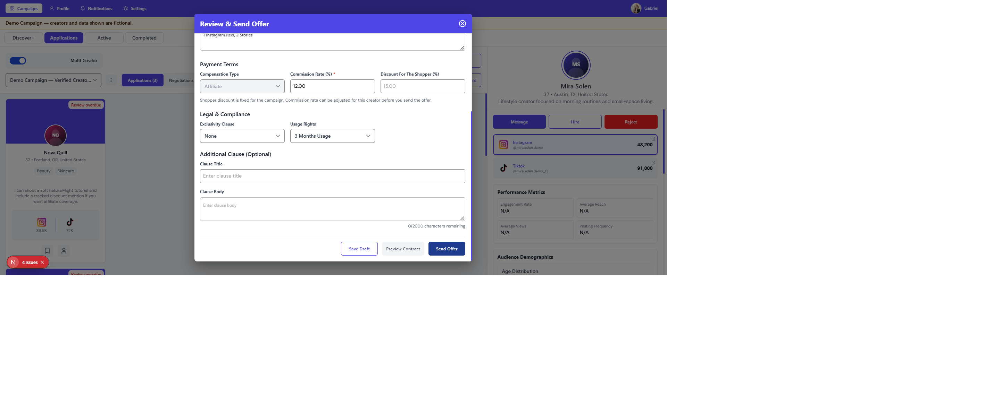 Campaigns
Profile
Notifications
Settings
Gabriel
Demo Campaign — creators and data shown are fictional.
Discover+
Applications
Active
Completed
Multi-Creator
Demo Campaign — Verified Creato...
Applications (3)
Negotiations
rd
Review overdue
NQ
Nova Quill
32 • Portland, OR, United States
Beauty
Skincare
I can shoot a soft natural-light tutorial and
include a tracked discount mention if you
want affiliate coverage.
39.5K
72K
N
4 Issues
Review overdue
Review & Send Offer
1 Instagram Reel, 2 Stories
Payment Terms
Compensation Type
Commission Rate (%) *
Discount For The Shopper (%)
Affiliate
12.00
15.00
Shopper discount is fixed for the campaign. Commission rate can be adjusted for this creator before you send the offer.
Legal & Compliance
Exclusivity Clause
Usage Rights
None
3 Months Usage
Additional Clause (Optional)
Clause Title
Enter clause title
Clause Body
Enter clause body
0/2000 characters remaining
Save Draft
Preview Contract
Send Offer
MS
Mira Solen
32 • Austin, TX, United States
Lifestyle creator focused on morning routines and small-space living.
Message
Hire
Reject
Instagram
@mira.solen.demo
48,200
Tiktok
@mira.solen.demo_tt
91,000
Performance Metrics
Engagement Rate
N/A
Average Reach
N/A
Average Views
N/A
Posting Frequency
N/A
Audience Demographics
Age Distribution